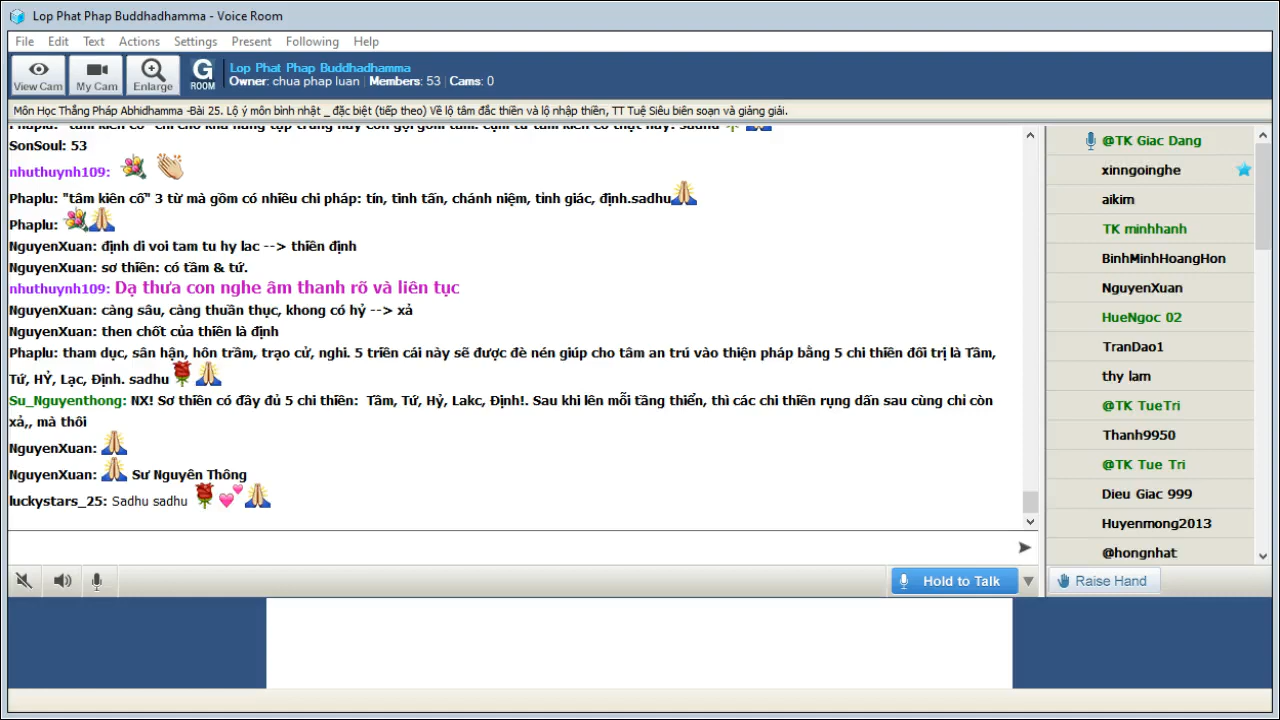 Lop Phat Phap Buddhadhamma - Voice Room
File Edit Text Actions Settings Present Following Help
View Cam My Cam Enlarge G ROOM
Lop Phat Phap Buddhadhamma
Owner: chua phap luan | Members: 53 | Cams: 0
Môn Học Thắng Pháp Abhidhamma -Bài 25. Lộ ý môn bình nhật _ đặc biệt (tiếp theo) Về lộ tâm đắc thiền và lộ nhập thiền, TT Tuệ Siêu biên soạn và giảng giải.
SonSoul: 53
nhuthuynh109:
Phaplu: "tâm kiên cố" 3 từ mà gồm có nhiều chi pháp: tín, tinh tấn, chánh niệm, tỉnh giác, định.sadhu
Phaplu:
NguyenXuan: định di voi tam tu hy lac --> thiền định
NguyenXuan: sơ thiền: có tầm & tứ.
nhuthuynh109: Dạ thưa con nghe âm thanh rõ và liên tục
NguyenXuan: càng sâu, càng thuần thục, khong có hỷ --> xả
NguyenXuan: then chốt của thiền là định
Phaplu: tham dục, sân hận, hôn trầm, trạo cử, nghi. 5 triền cái này sẽ được đè nén giúp cho tâm an trú vào thiện pháp bằng 5 chi thiền đối trị là Tầm,
Tứ, HỶ, Lạc, Định. sadhu
Su_Nguyenthong: NX! Sơ thiền có đầy đủ 5 chi thiền: Tầm, Tứ, Hỷ, Lakc, Định!. Sau khi lên mỗi tầng thiển, thì các chi thiền rụng dấn sau cùng chỉ còn
xả,, mà thôi
NguyenXuan:
NguyenXuan: Sư Nguyên Thông
luckystars_25: Sadhu sadhu
Hold to Talk
@TK Giac Dang
xinngoinghe
aikim
TK minhhanh
BinhMinhHoangHon
NguyenXuan
HueNgoc 02
TranDao1
thy lam
@TK TueTri
Thanh9950
@TK Tue Tri
Dieu Giac 999
Huyenmong2013
@hongnhat
Raise Hand